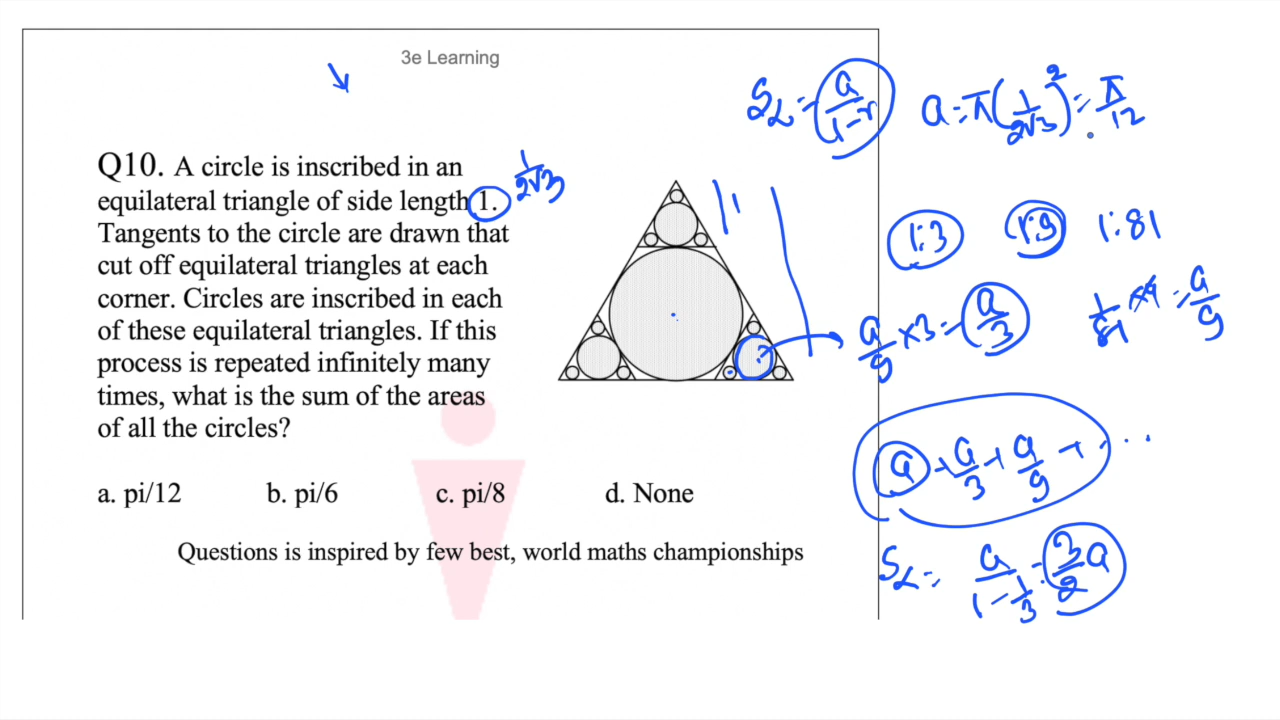 3e Learning
Q10. A circle is inscribed in an
equilateral triangle of side length 1.
Tangents to the circle are drawn that
cut off equilateral triangles at each
corner. Circles are inscribed in each
of these equilateral triangles. If this
process is repeated infinitely many
times, what is the sum of the areas
of all the circles?
a. pi/12 b. pi/6 c. pi/8 d. None
Questions is inspired by few best, world maths championships
1/2√3
S∝ = a/1-r a = π(1/2√3)² = π/12
1:3 1:9 1:81
a/9 ×3 = a/3 1/81 ×9 = a/9
a + a/3 + a/9 + . . . .
S∝ = a/1-1/3 = 3/2 a